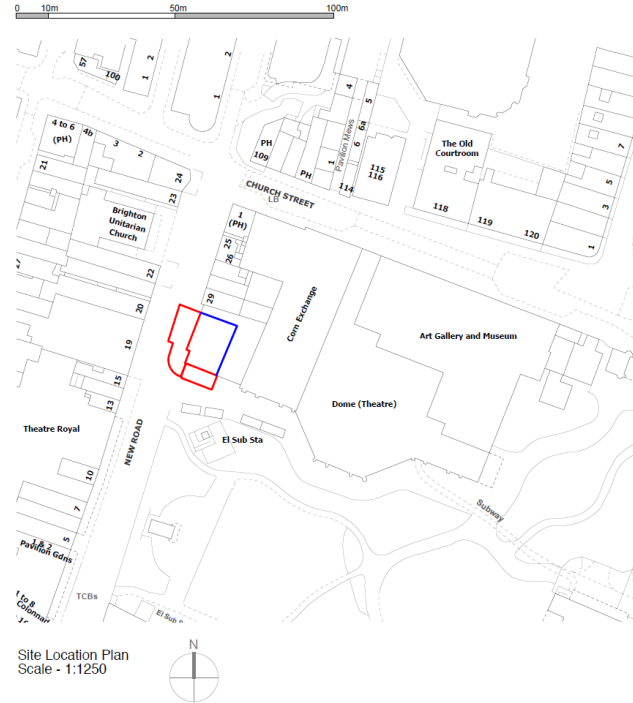 0 10m 50m 100m
57
100
1
2
1
2
4 to 6
(PH)
4b
3
2
24
23
21
Brighton
Unitarian
Church
22
20
19
15
13
Theatre Royal
NEW ROAD
10
7
5
1 & 2
Pavilion Gdns
TCBs
PH
109
PH
1
4
5
6a
6
Pavilion Mews
114
115
116
CHURCH STREET
LB
The Old
Courtroom
118
119
120
7
5
3
1
1
(PH)
25
26
29
Corn Exchange
Art Gallery and Museum
Dome (Theatre)
El Sub Sta
Subway
Site Location Plan
Scale - 1:1250
N